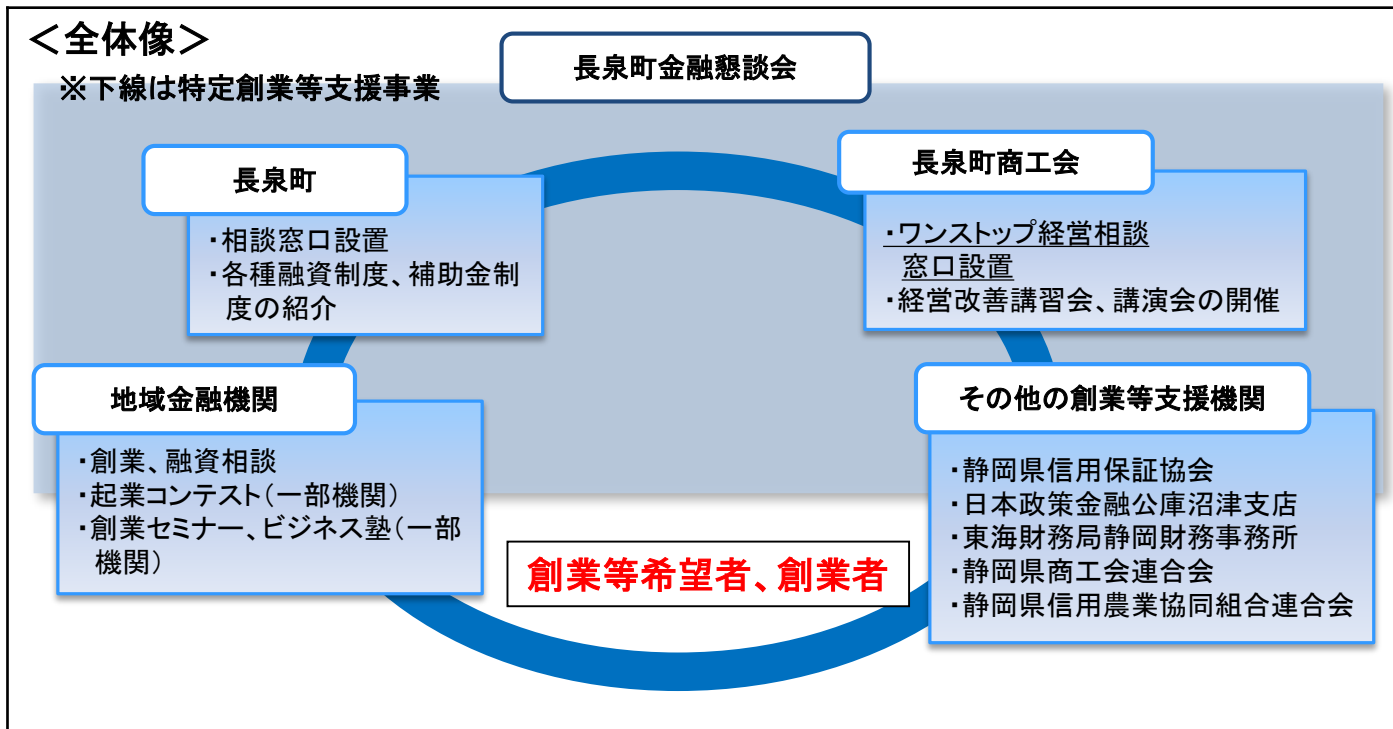 ＜全体像＞
※下線は特定創業等支援事業
長泉町金融懇談会
長泉町
・相談窓口設置
・各種融資制度、補助金制
度の紹介
長泉町商工会
・ワンストップ経営相談
窓口設置
・経営改善講習会、講演会の開催
地域金融機関
・創業、融資相談
・起業コンテスト（一部機関）
・創業セミナー、ビジネス塾（一部
機関）
その他の創業等支援機関
・静岡県信用保証協会
・日本政策金融公庫沼津支店
・東海財務局静岡財務事務所
・静岡県商工会連合会
・静岡県信用農業協同組合連合会
創業等希望者、創業者